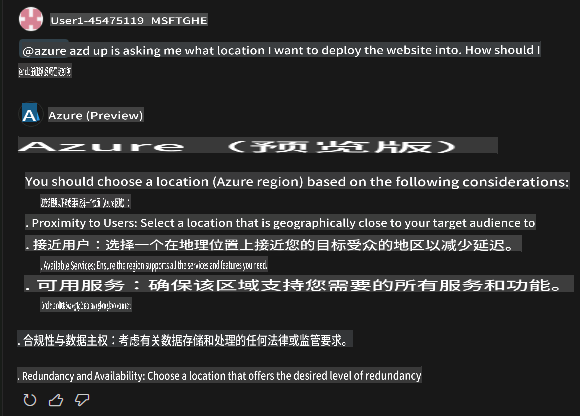 User1-45475119_MSFTGHE
@azure azd up is asking me what location I want to deploy the website into. How should I
Azure (Preview)
Azure （预览版）
You should choose a location (Azure region) based on the following considerations:
. Proximity to Users: Select a location that is geographically close to your target audience to
. 接近用户：选择一个在地理位置上接近您的目标受众的地区以减少延迟。
. Available Services: Ensure the region supports all the services and features you need.
. 可用服务：确保该区域支持您需要的所有服务和功能。
. 合规性与数据主权：考虑有关数据存储和处理的任何法律或监管要求。
. Redundancy and Availability: Choose a location that offers the desired level of redundancy